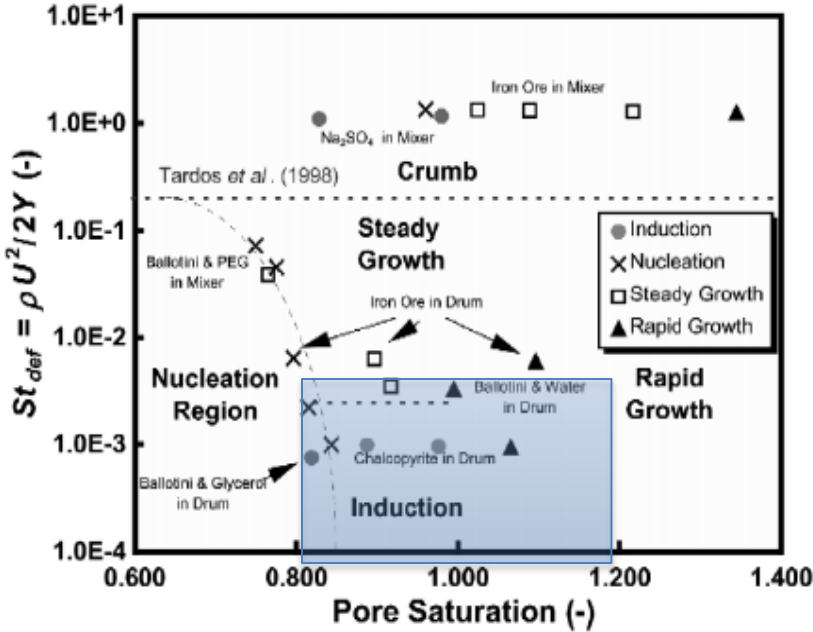 1.0E+1
1.0E+0
1.0E-1
1.0E-2
1.0E-3
1.0E-4
St def = ρ U²/2Y (-)
Iron Ore in Mixer
Na₂SO₄ in Mixer
Crumb
Tardos et al. (1998)
Steady
Growth
Induction
Nucleation
Steady Growth
Rapid Growth
Ballotini & PEG
in Mixer
Iron Ore in Drum
Nucleation
Region
Ballotini & Water
in Drum
Rapid
Growth
Chalcopyrite in Drum
Ballotini & Glycerol
in Drum
Induction
0.600
0.800
1.000
1.200
1.400
Pore Saturation (-)